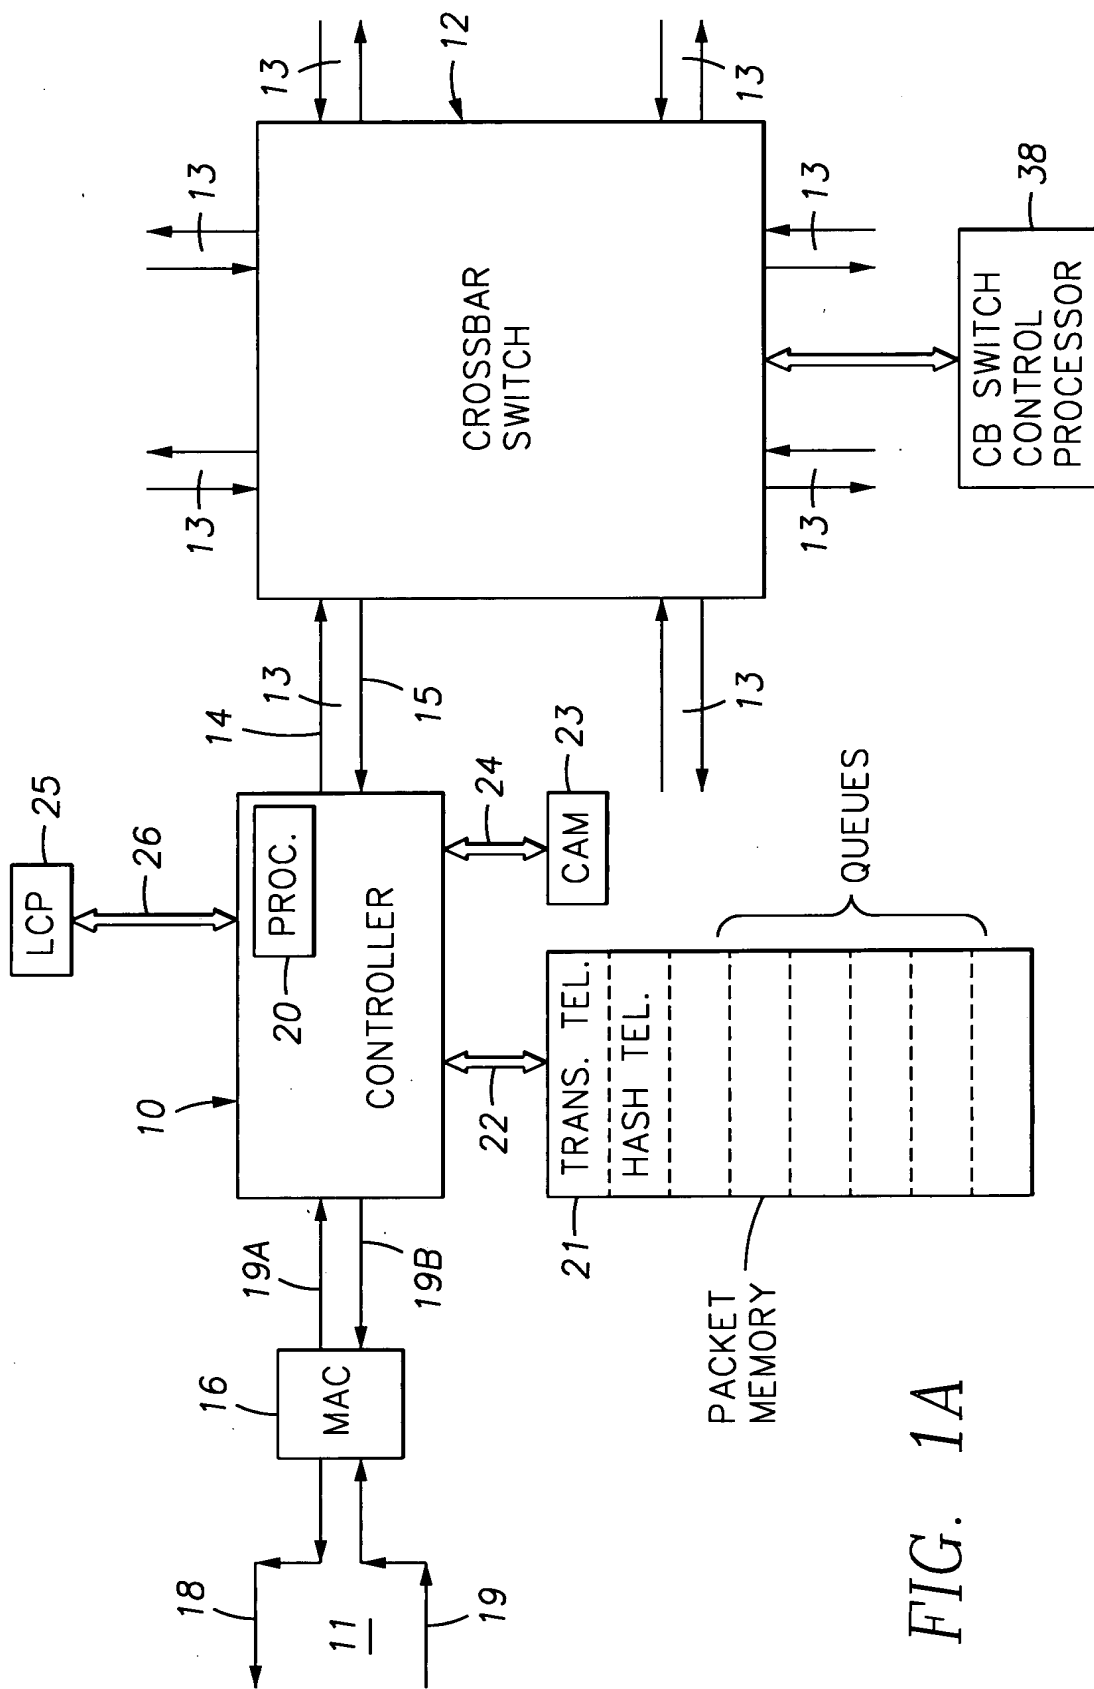 LCP
25
26
14
13
15
10
20
PROC.
CONTROLLER
19A
19B
16
MAC
18
11
19
22
24
CAM
23
21
TRANS. TEL.
HASH TEL.
PACKET
MEMORY
QUEUES
CROSSBAR
SWITCH
12
13
13
13
13
13
13
13
CB SWITCH
CONTROL
PROCESSOR
38
FIG. 1A